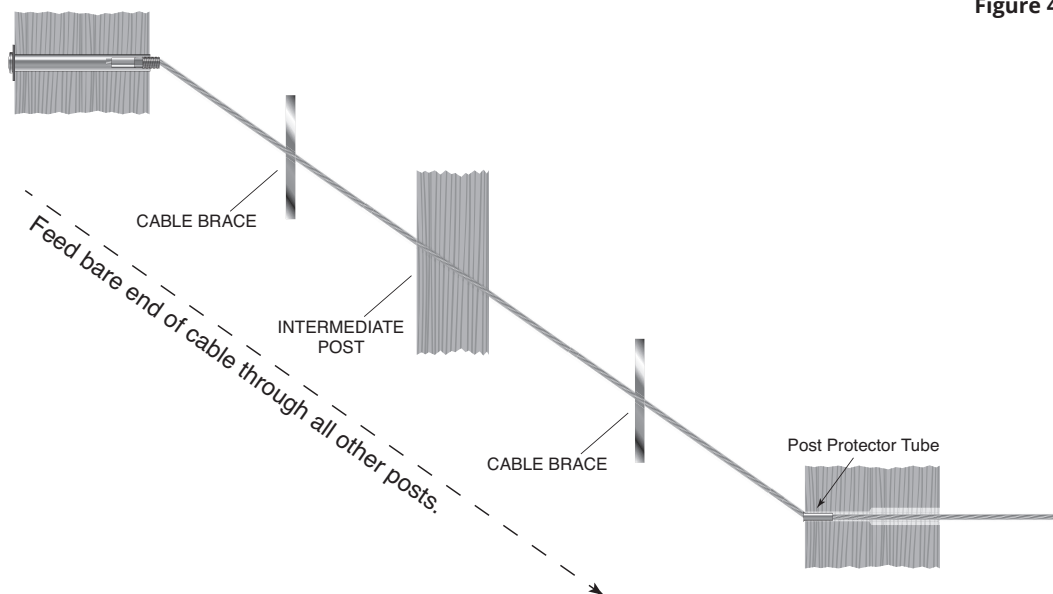 Figure 4
CABLE BRACE
Feed bare end of cable through all other posts.
INTERMEDIATE
POST
CABLE BRACE
Post Protector Tube